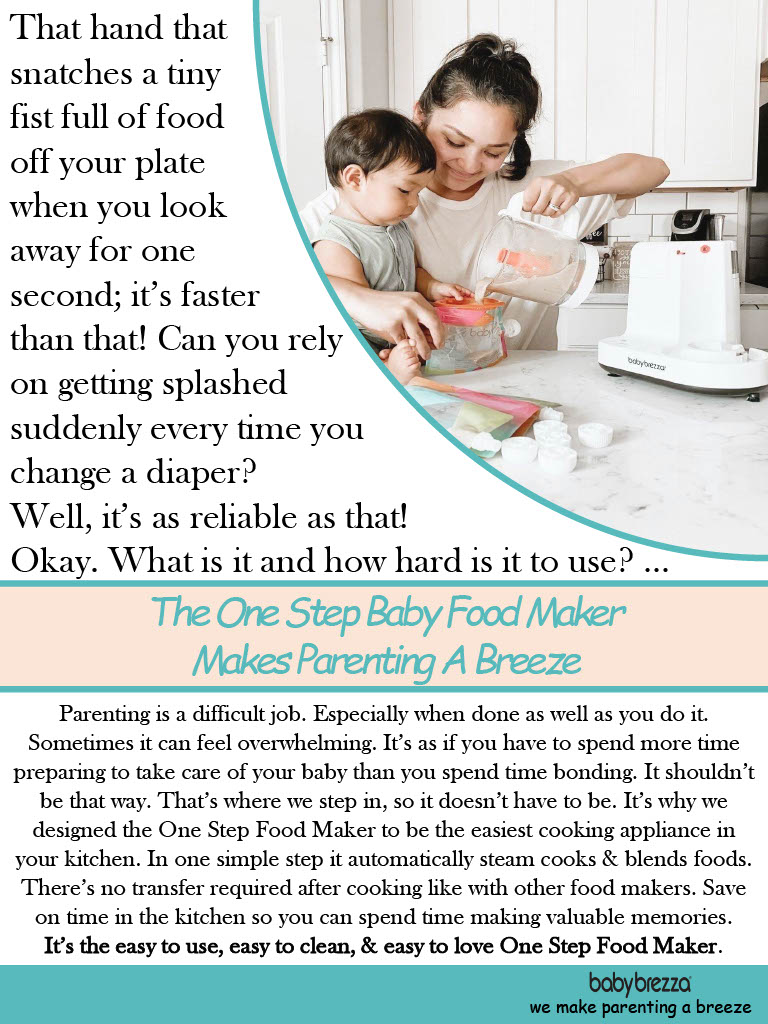 That hand that
snatches a tiny
fist full of food
off your plate
when you look
away for one
second; it's faster
than that! Can you rely
on getting splashed
suddenly every time you
change a diaper?
Well, it's as reliable as that!
Okay. What is it and how hard is it to use? ...
babybrezza
The One Step Baby Food Maker
Makes Parenting A Breeze
Parenting is a difficult job. Especially when done as well as you do it.
Sometimes it can feel overwhelming. It's as if you have to spend more time
preparing to take care of your baby than you spend time bonding. It shouldn't
be that way. That's where we step in, so it doesn't have to be. It's why we
designed the One Step Food Maker to be the easiest cooking appliance in
your kitchen. In one simple step it automatically steam cooks & blends foods.
There's no transfer required after cooking like with other food makers. Save
on time in the kitchen so you can spend time making valuable memories.
It's the easy to use, easy to clean, & easy to love One Step Food Maker.
babybrezza
we make parenting a breeze